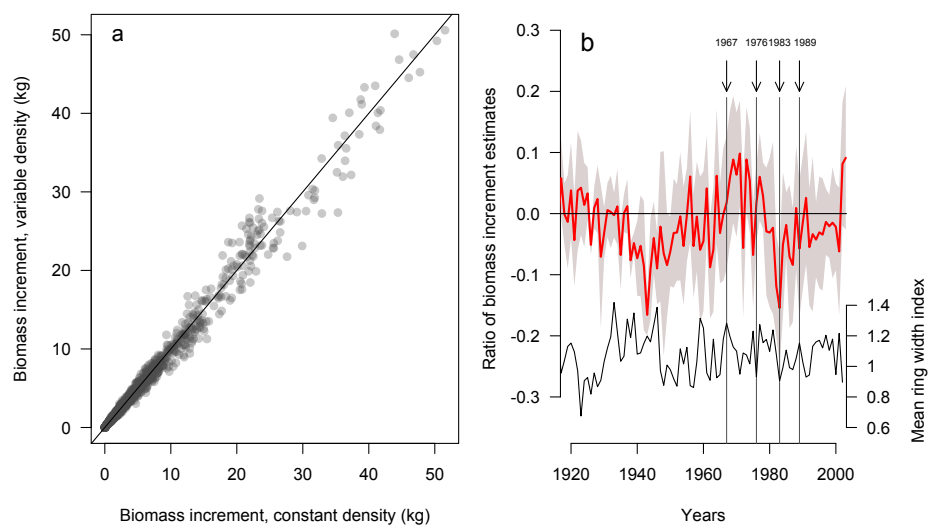 a
Biomass increment, variable density (kg)
50
40
30
20
10
0
0 10 20 30 40 50
Biomass increment, constant density (kg)
b
1967 1976 1983 1989
Ratio of biomass increment estimates
0.3
0.2
0.1
0.0
-0.1
-0.2
-0.3
1.4
1.2
1
0.8
0.6
Mean ring width index
1920 1940 1960 1980 2000
Years